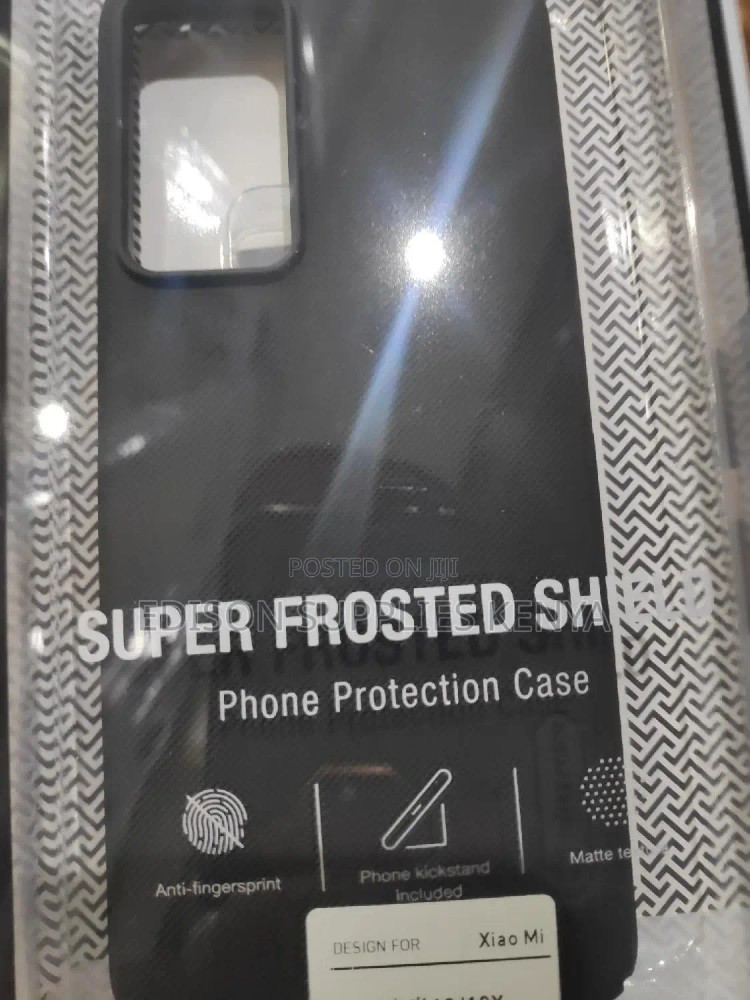 POSTED ON JIJI
SUPER FROSTED SHIELD
Phone Protection Case
Anti-fingersprint
Phone kickstand
included
Matte
DESIGN FOR
Xiao Mi